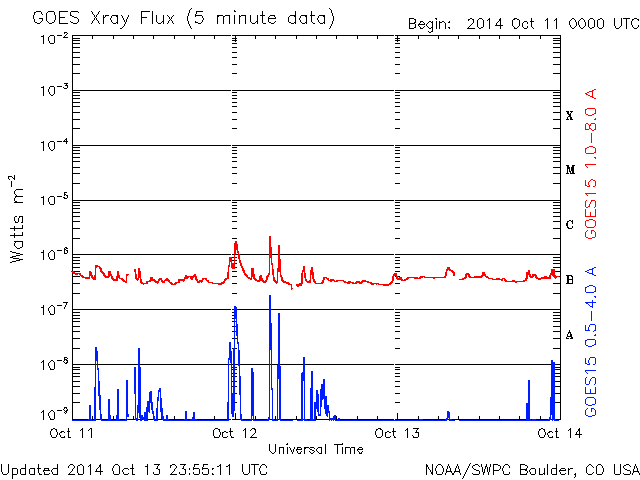 GOES Xray Flux (5 minute data)
Begin: 2014 Oct 11 0000 UTC
10⁻²
10⁻³
10⁻⁴
10⁻⁵
10⁻⁶
10⁻⁷
10⁻⁸
10⁻⁹
Watts m⁻²
X
M
C
B
A
GOES15 1.0-8.0 A
GOES15 0.5-4.0 A
Oct 11 Oct 12 Oct 13 Oct 14
Universal Time
Updated 2014 Oct 13 23:55:11 UTC
NOAA/SWPC Boulder, CO USA